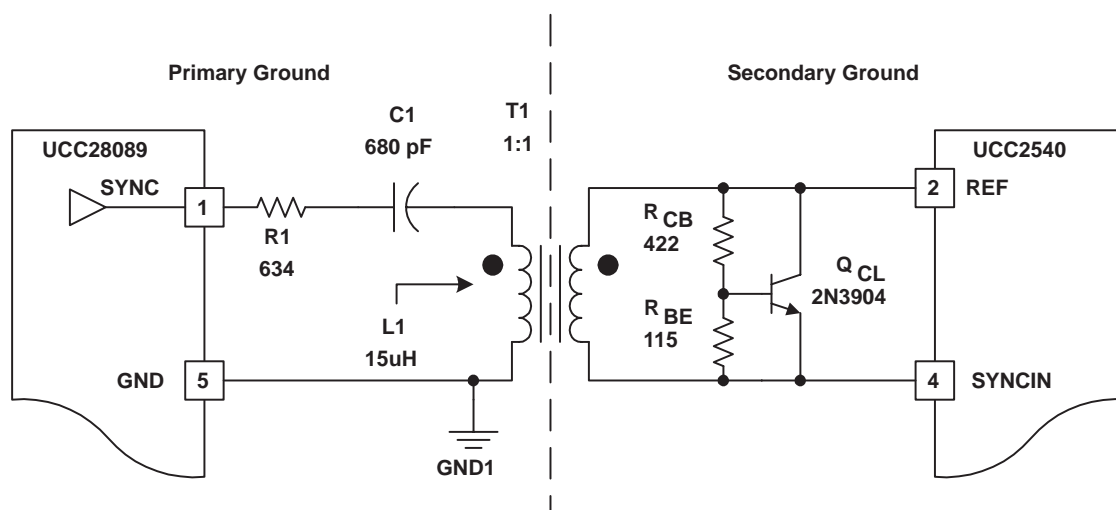 Primary Ground
Secondary Ground
C1
680 pF
T1
1:1
UCC28089
SYNC
1
R1
634
L1
15uH
GND
5
GND1
R CB
422
R BE
115
Q CL
2N3904
UCC2540
2
REF
4
SYNCIN